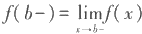 f( b − ) = lim f( x )
x→b−